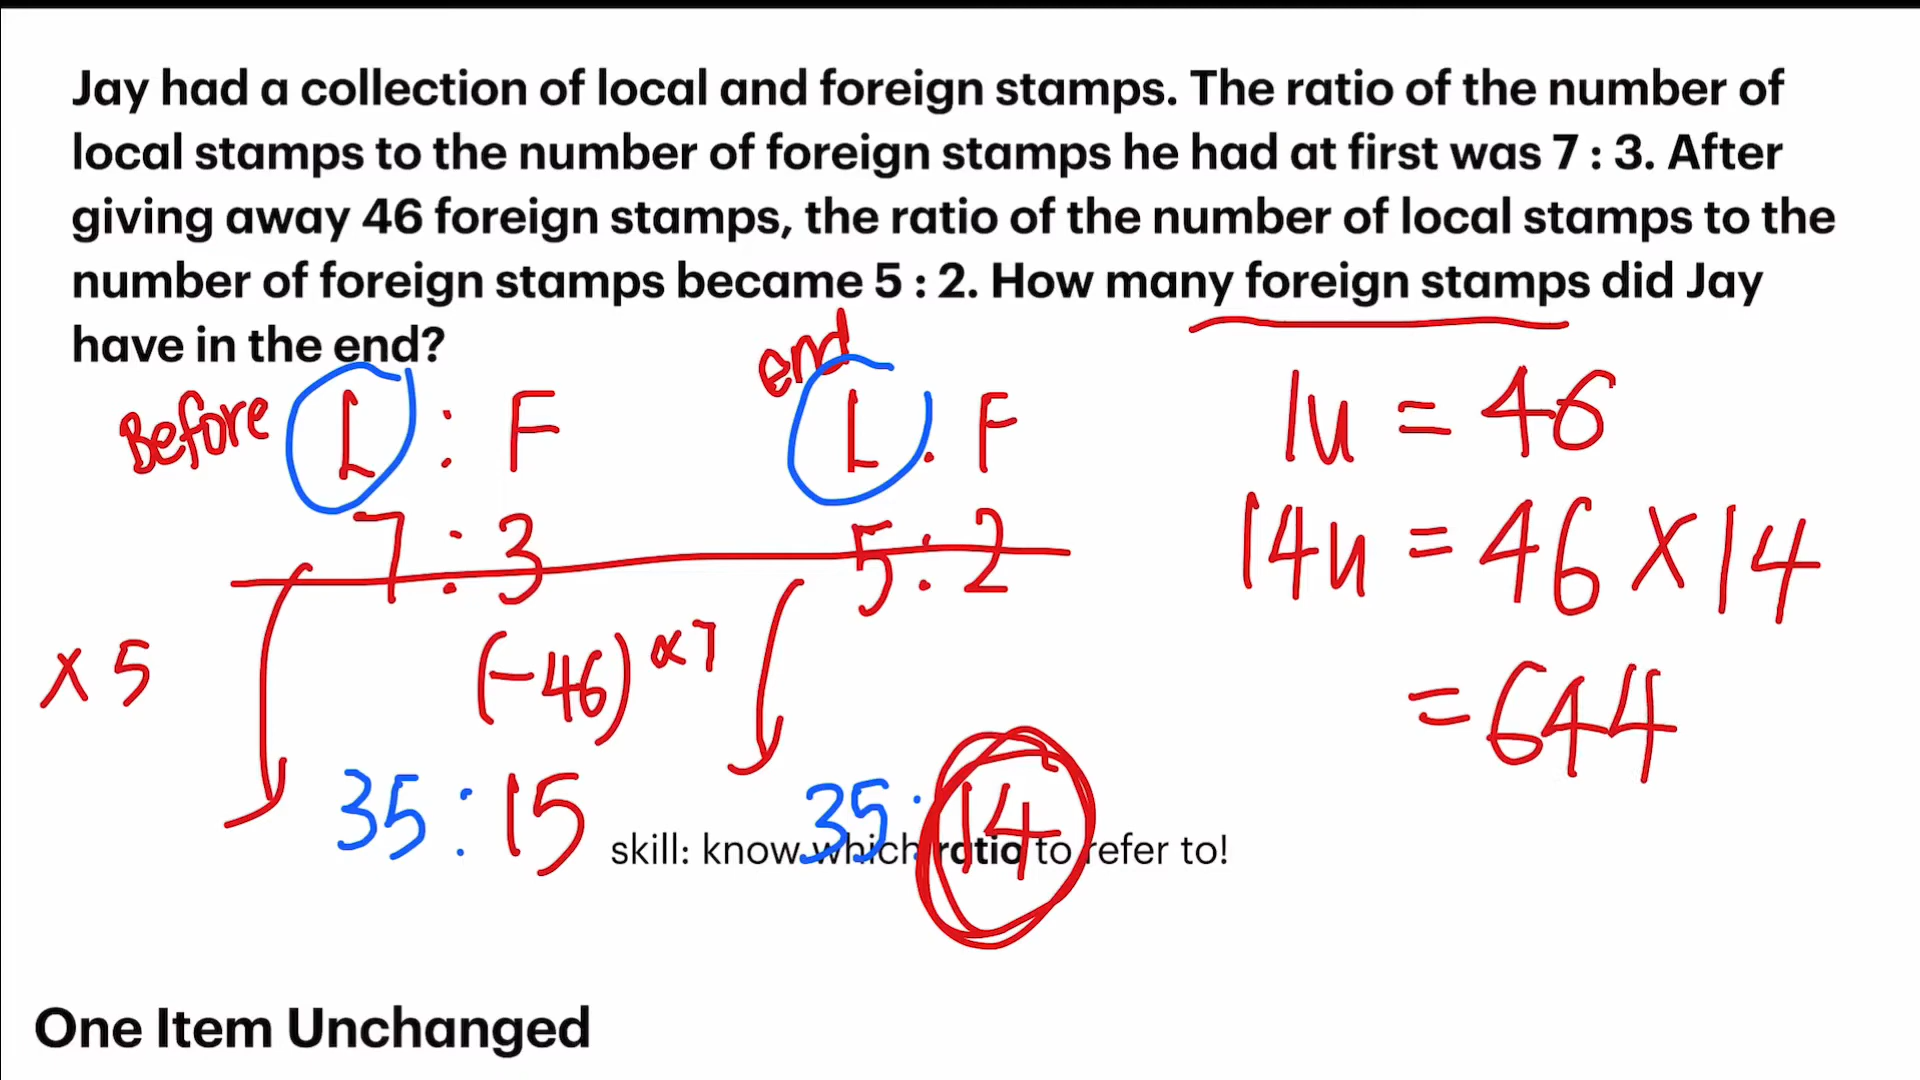 Jay had a collection of local and foreign stamps. The ratio of the number of
local stamps to the number of foreign stamps he had at first was 7 : 3. After
giving away 46 foreign stamps, the ratio of the number of local stamps to the
number of foreign stamps became 5 : 2. How many foreign stamps did Jay
have in the end?
Before L : F
end L : F
7 : 3
5 : 2
× 5
(-46)
×7
35 : 15
35 : 14
1u = 46
14u = 46 × 14
= 644
skill: know which ratio to refer to!
One Item Unchanged